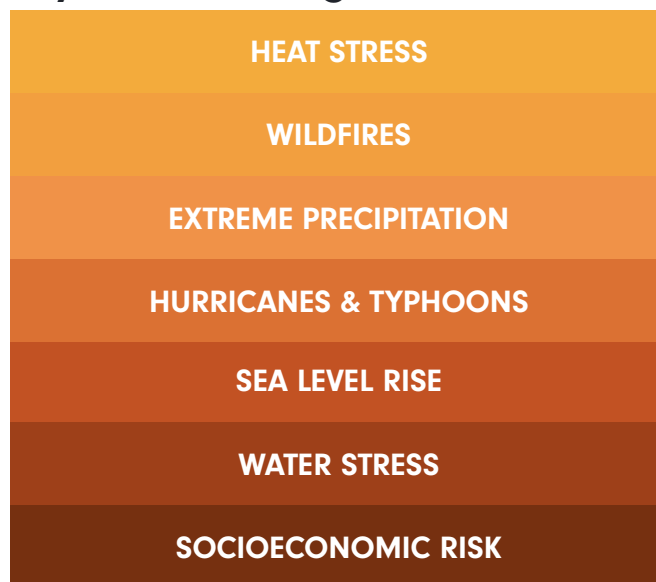 HEAT STRESS
WILDFIRES
EXTREME PRECIPITATION
HURRICANES & TYPHOONS
SEA LEVEL RISE
WATER STRESS
SOCIOECONOMIC RISK